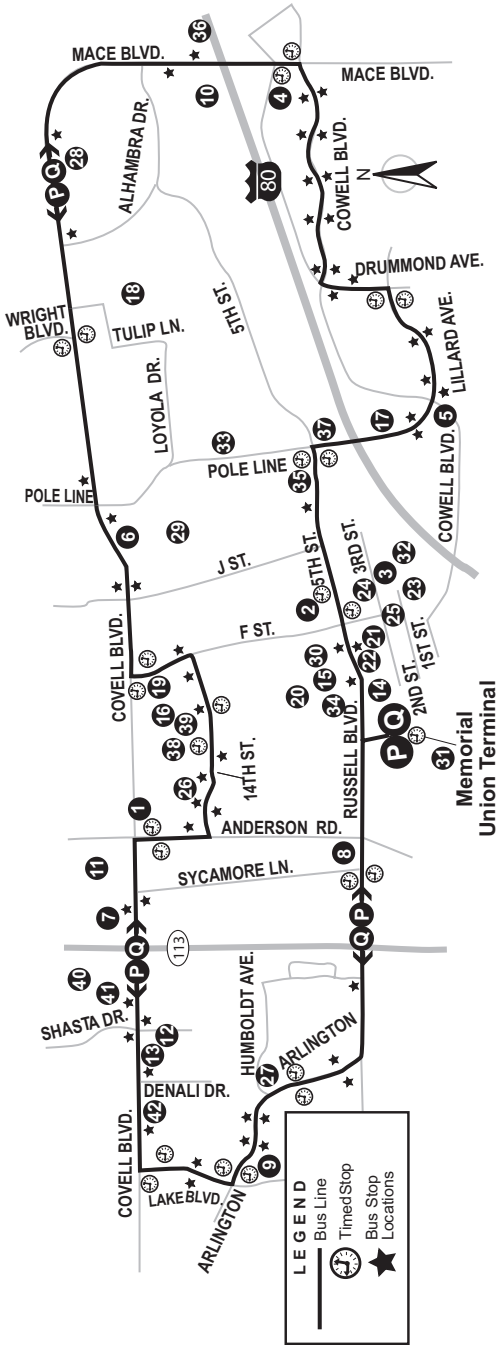 MACE BLVD.
36
10
ALHAMBRA DR.
P Q
28
4
MACE BLVD.
80
COWELL BLVD.
N
WRIGHT
BLVD.
18
TULIP LN.
5TH ST.
DRUMMOND AVE.
LOYOLA DR.
LILLARD AVE.
33
37
17
5
POLE LINE
POLE LINE
35
COWELL BLVD.
6
29
J ST.
5TH ST.
3RD ST.
2
24
3
32
F ST.
25
23
COVELL BLVD.
30
21
1ST ST.
19
20
15
22
2ND ST.
16
39
34
14
38
RUSSELL BLVD.
P Q
26
14TH ST.
31
Memorial
Union Terminal
1
ANDERSON RD.
11
SYCAMORE LN.
8
7
P Q
113
Q P
40
41
SHASTA DR.
12
13
HUMBOLDT AVE.
ARLINGTON
27
DENALI DR.
42
COVELL BLVD.
LAKE BLVD.
9
ARLINGTON
LEGEND
Bus Line
Timed Stop
Bus Stop
Locations